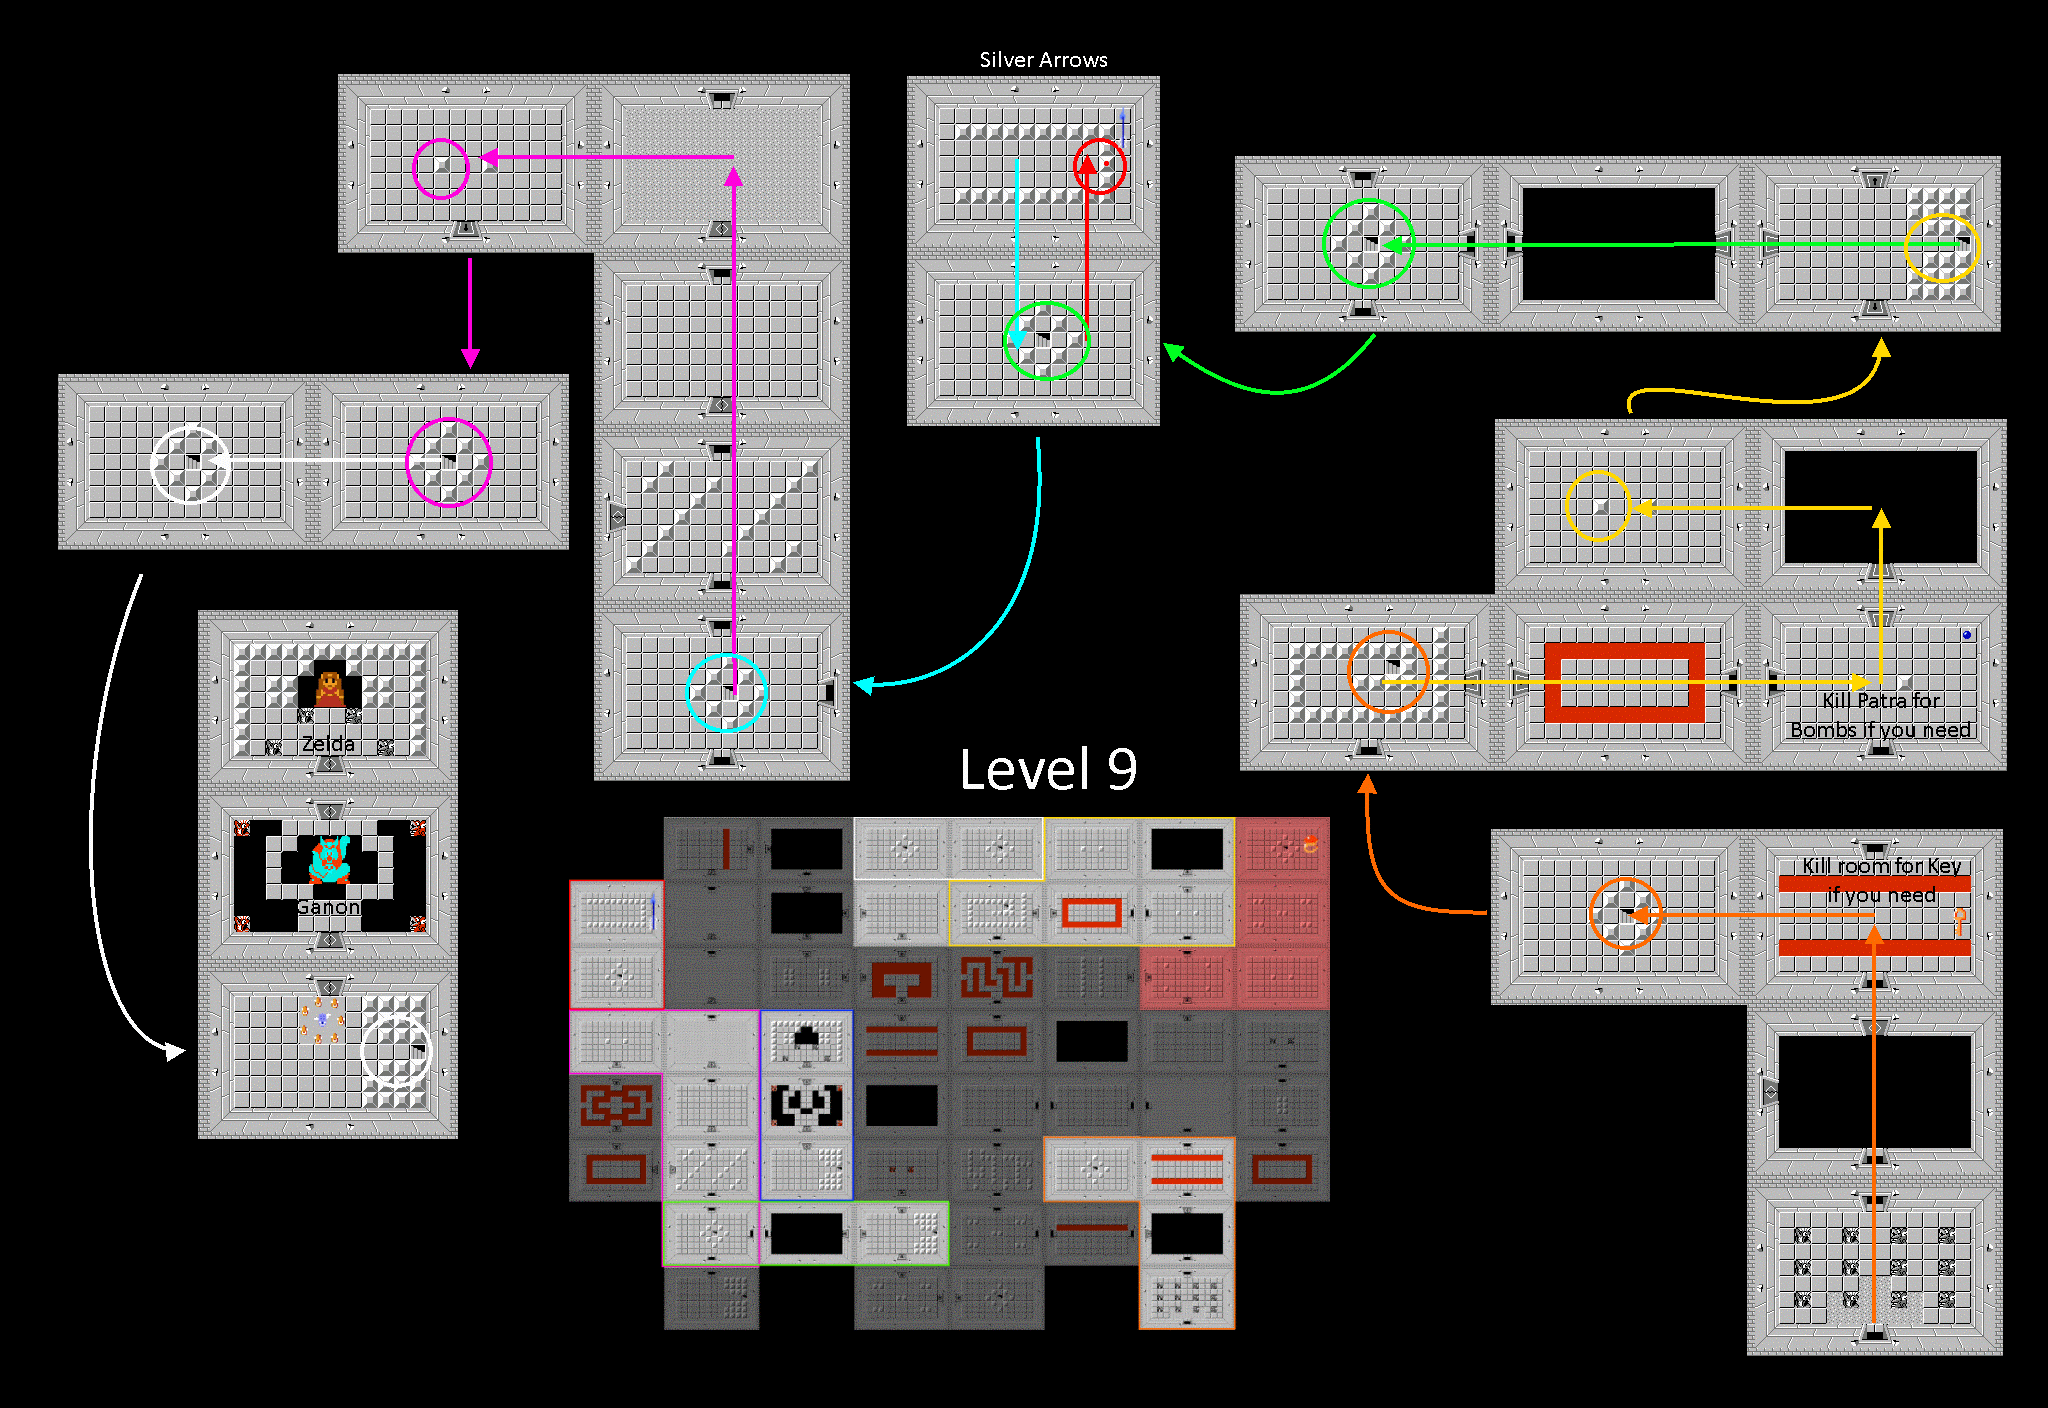 Silver Arrows
Kill Patra for
Bombs if you need
Zelda
Level 9
Kill room for Key
if you need
Ganon